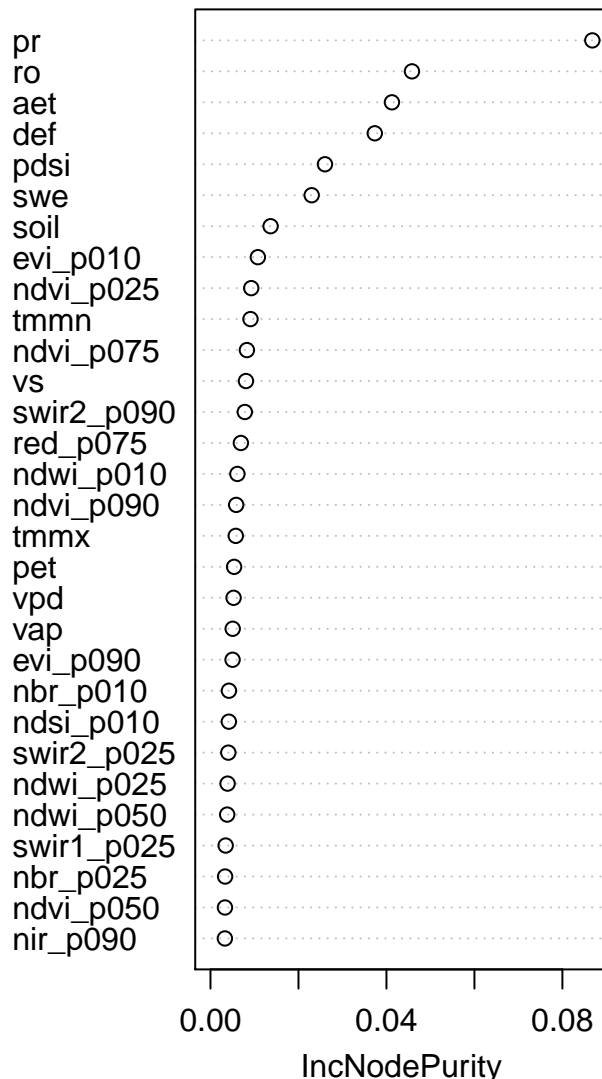 pr
ro
aet
def
pdsi
swe
soil
evi_p010
ndvi_p025
tmmn
ndvi_p075
vs
swir2_p090
red_p075
ndwi_p010
ndvi_p090
tmmx
pet
vpd
vap
evi_p090
nbr_p010
ndsi_p010
swir2_p025
ndwi_p025
ndwi_p050
swir1_p025
nbr_p025
ndvi_p050
nir_p090
0.00 0.04 0.08
IncNodePurity